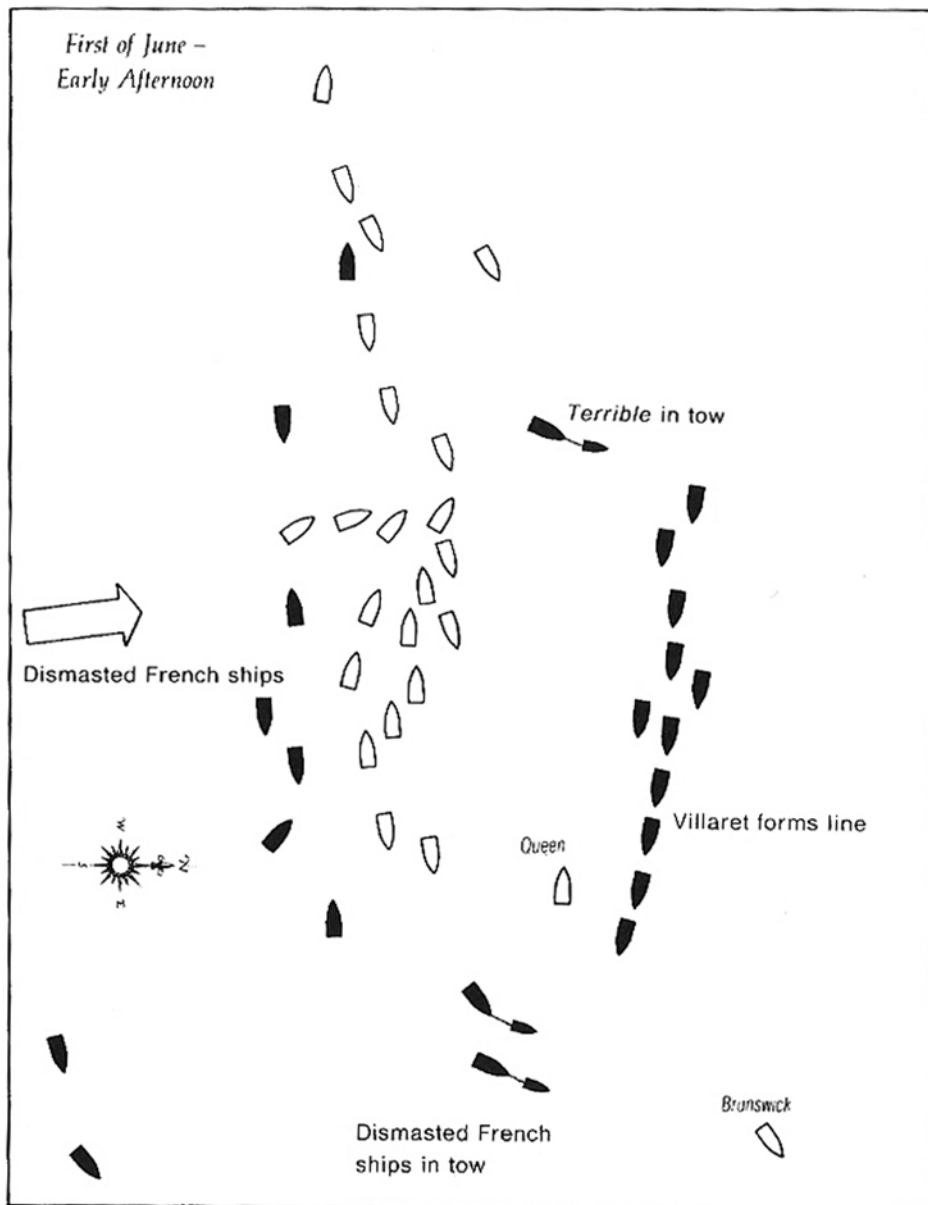 First of June –
Early Afternoon
Terrible in tow
Dismasted French ships
Villaret forms line
Queen
S
N
Brunswick
Dismasted French
ships in tow